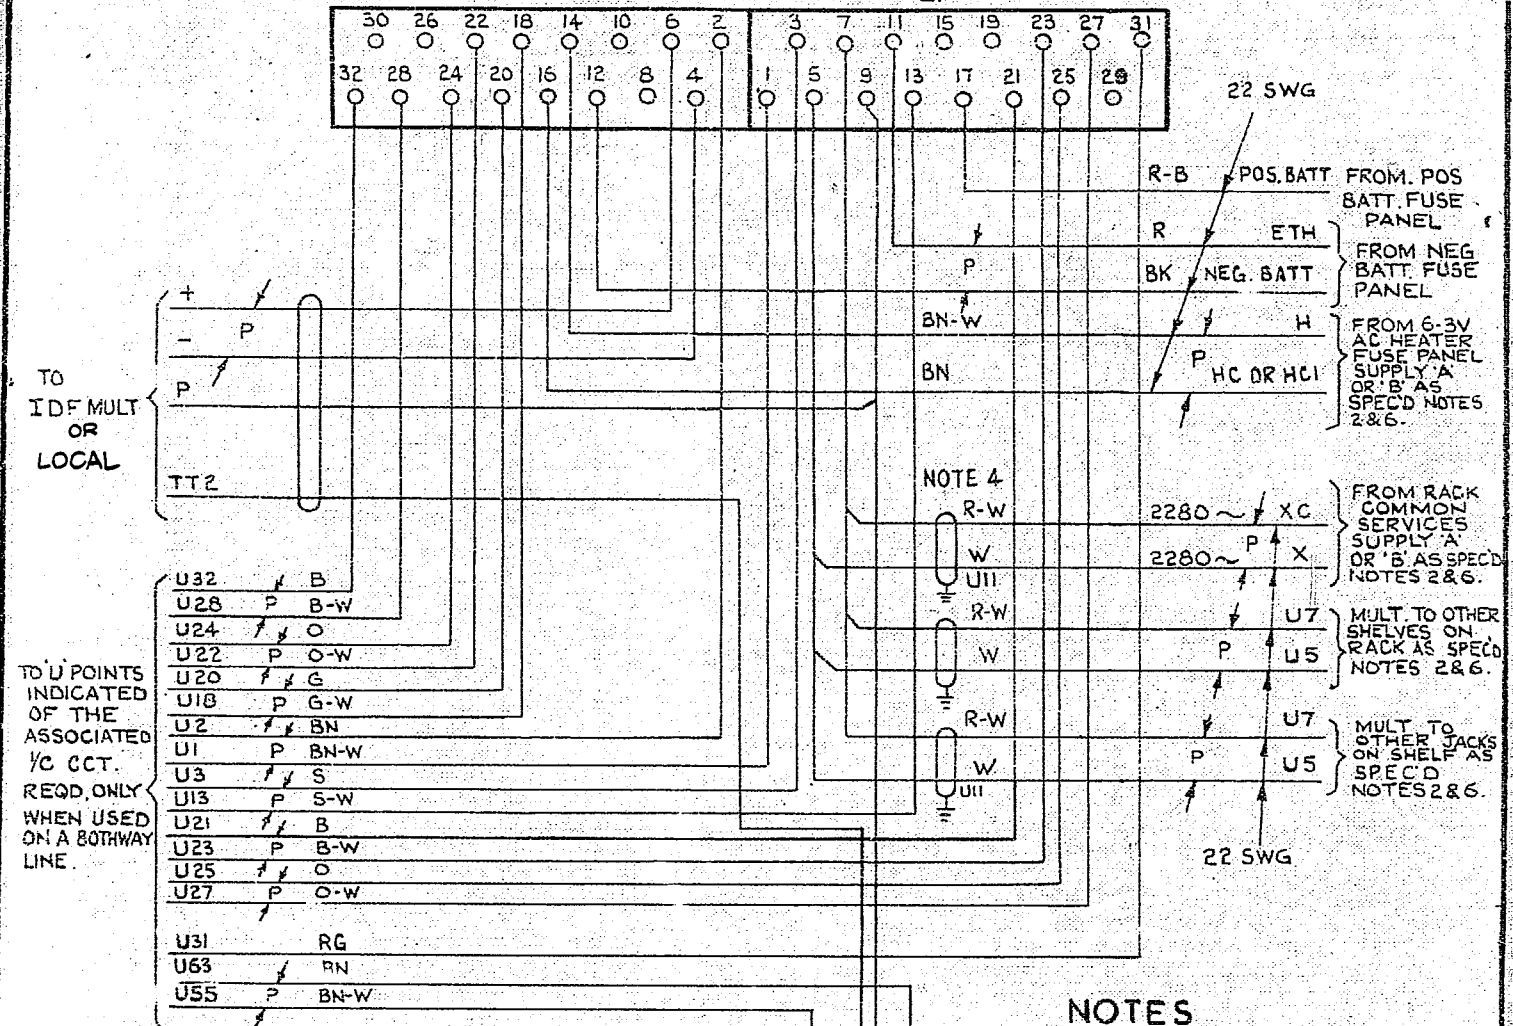 30 26 22 18 14 10 6 2 3 7 11 15 19 23 27 31
32 28 24 20 16 12 8 4 1 5 9 13 17 21 25 29
22 SWG
R-B POS. BATT FROM. POS
BATT. FUSE
PANEL
R ETH
P
BK NEG. BATT
FROM NEG
BATT. FUSE
PANEL
BN-W H
P
BN HC OR HC1
FROM 6-3V
AC HEATER
FUSE PANEL
SUPPLY 'A'
OR 'B' AS
SPEC'D NOTES
2&6.
+
P
-
P
TT2
TO
IDF MULT
OR
LOCAL
NOTE 4
R-W 2280~ XC
P
W 2280~ X
U11
FROM RACK
COMMON
SERVICES
SUPPLY 'A'
OR 'B' AS SPEC'D
NOTES 2&6.
R-W U7
P
W U5
MULT. TO OTHER
SHELVES ON
RACK AS SPEC'D
NOTES 2&6.
R-W U7
P
W U5
U11
MULT. TO
OTHER JACKS
ON SHELF AS
SPEC'D
NOTES 2&6.
22 SWG
TO 'U' POINTS
INDICATED
OF THE
ASSOCIATED
I/C CCT.
REQD. ONLY
WHEN USED
ON A BOTHWAY
LINE.
U32 B
U28 P B-W
U24 O
U22 P O-W
U20 G
U18 P G-W
U2 BN
U1 P BN-W
U3 S
U13 P S-W
U21 B
U23 P B-W
U25 O
U27 P O-W
U31 RG
U63 BN
U55 P BN-W
NOTES